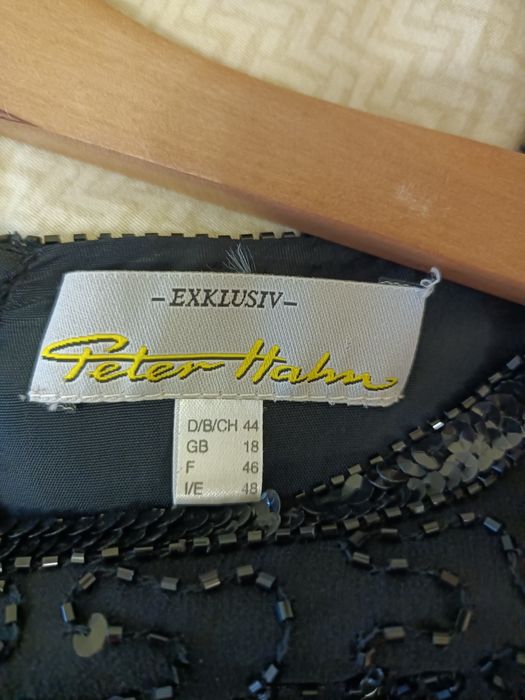 -EXKLUSIV-
Peter Hahn
D/B/CH 44
GB 18
F 46
I/E 48